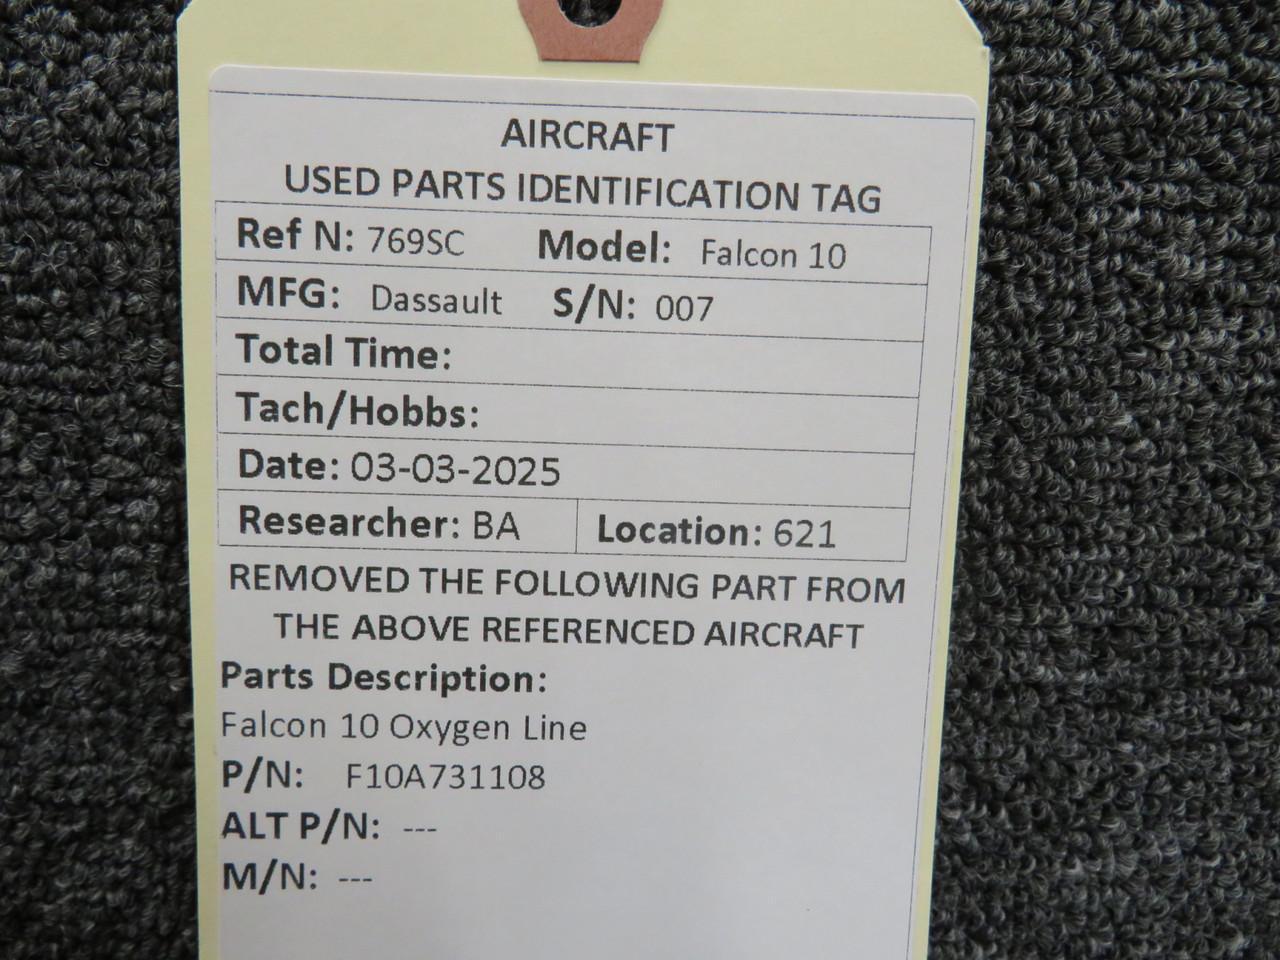 AIRCRAFT
USED PARTS IDENTIFICATION TAG
Ref N: 769SC Model: Falcon 10
MFG: Dassault S/N: 007
Total Time:
Tach/Hobbs:
Date: 03-03-2025
Researcher: BA Location: 621
REMOVED THE FOLLOWING PART FROM
THE ABOVE REFERENCED AIRCRAFT
Parts Description:
Falcon 10 Oxygen Line
P/N: F10A731108
ALT P/N: ---
M/N: ---